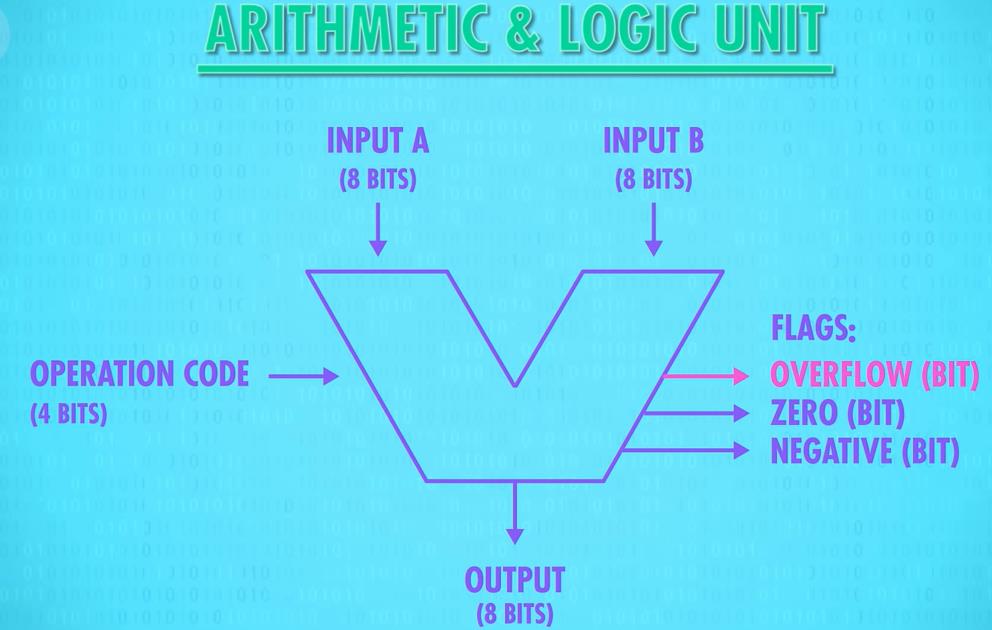 ARITHMETIC & LOGIC UNIT
INPUT A
(8 BITS)
INPUT B
(8 BITS)
OPERATION CODE
(4 BITS)
FLAGS:
OVERFLOW (BIT)
ZERO (BIT)
NEGATIVE (BIT)
OUTPUT
(8 BITS)